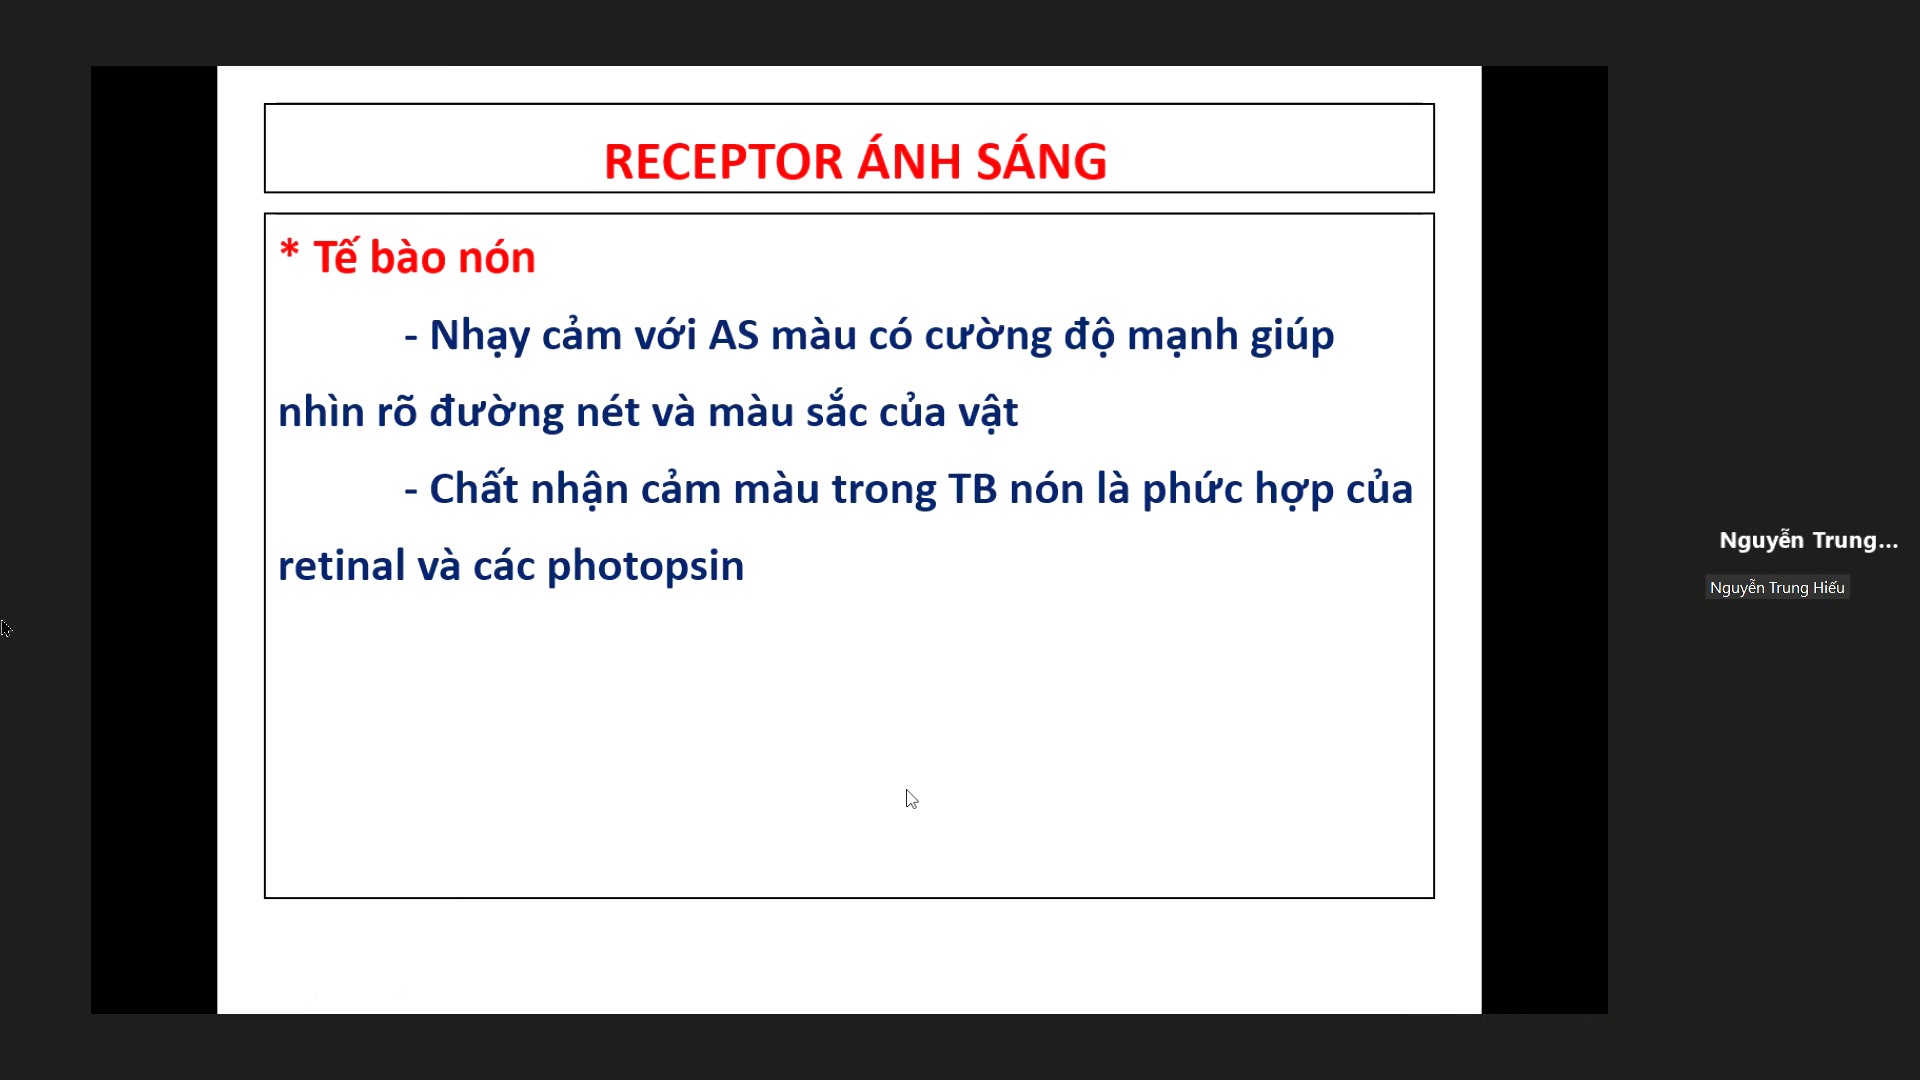 RECEPTOR ÁNH SÁNG
* Tế bào nón
- Nhạy cảm với AS màu có cường độ mạnh giúp
nhìn rõ đường nét và màu sắc của vật
- Chất nhận cảm màu trong TB nón là phức hợp của
retinal và các photopsin
Nguyễn Trung...
Nguyễn Trung Hiếu